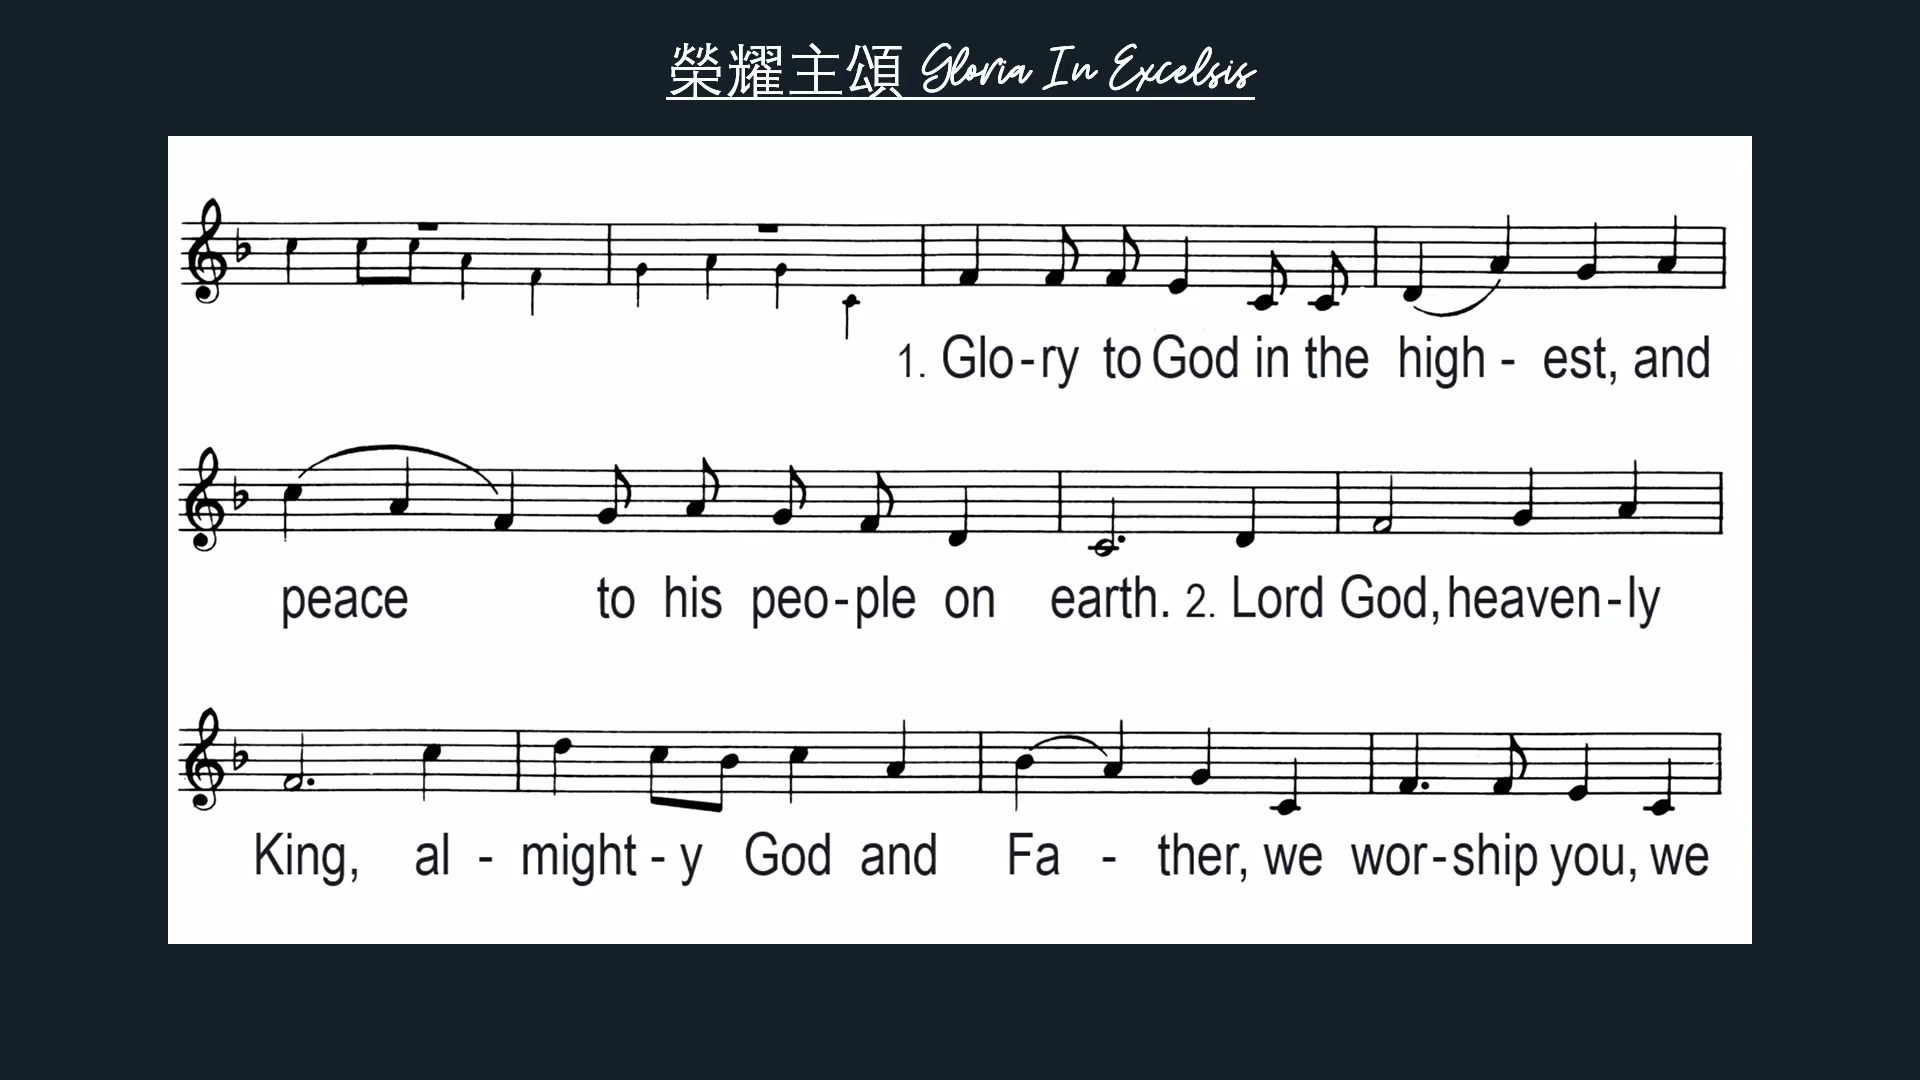 榮耀主頌 Gloria In Excelsis
1. Glo-ry to God in the high - est, and
peace to his peo-ple on earth. 2. Lord God, heaven-ly
King, al - might - y God and Fa - ther, we wor-ship you, we